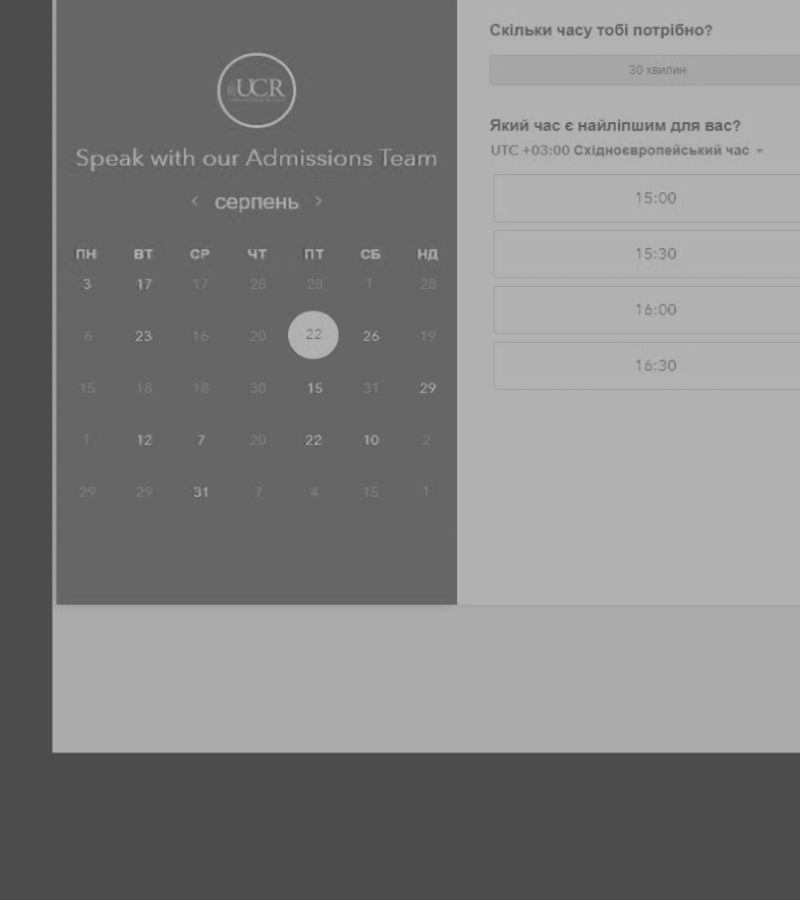 UCR
Speak with our Admissions Team
‹ серпень ›
ПН ВТ СР ЧТ ПТ СБ НД
3 17 17 28 28 1 28
6 23 16 20 22 26 19
15 18 18 30 15 31 29
1 12 7 20 22 10 2
29 29 31 7 4 15 1
Скільки часу тобі потрібно?
30 хвилин
Який час є найліпшим для вас?
UTC +03:00 Східноєвропейський час
15:00
15:30
16:00
16:30